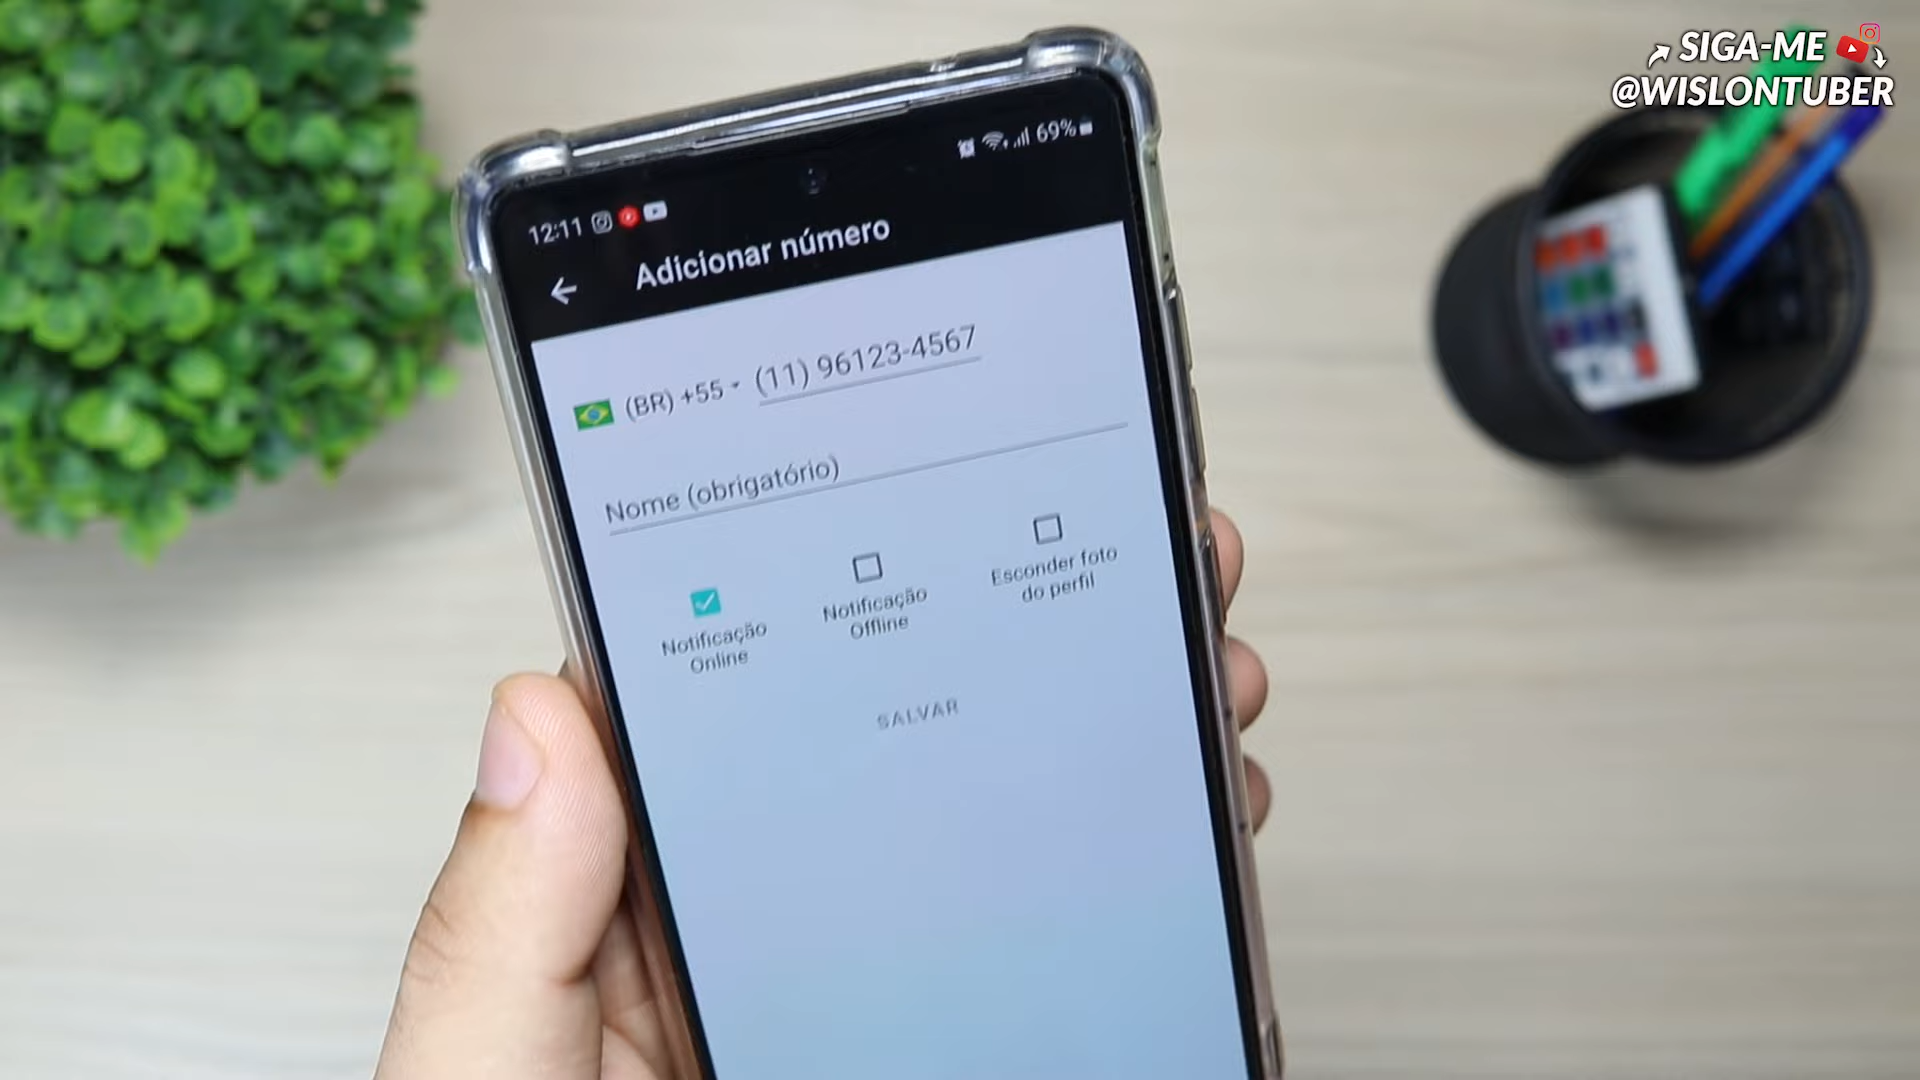 SIGA-ME
@WISLONTUBER
12:11
69%
Adicionar número
(BR) +55 (11) 96123-4567
Nome (obrigatório)
Notificação
Online
Notificação
Offline
Esconder foto
do perfil
SALVAR